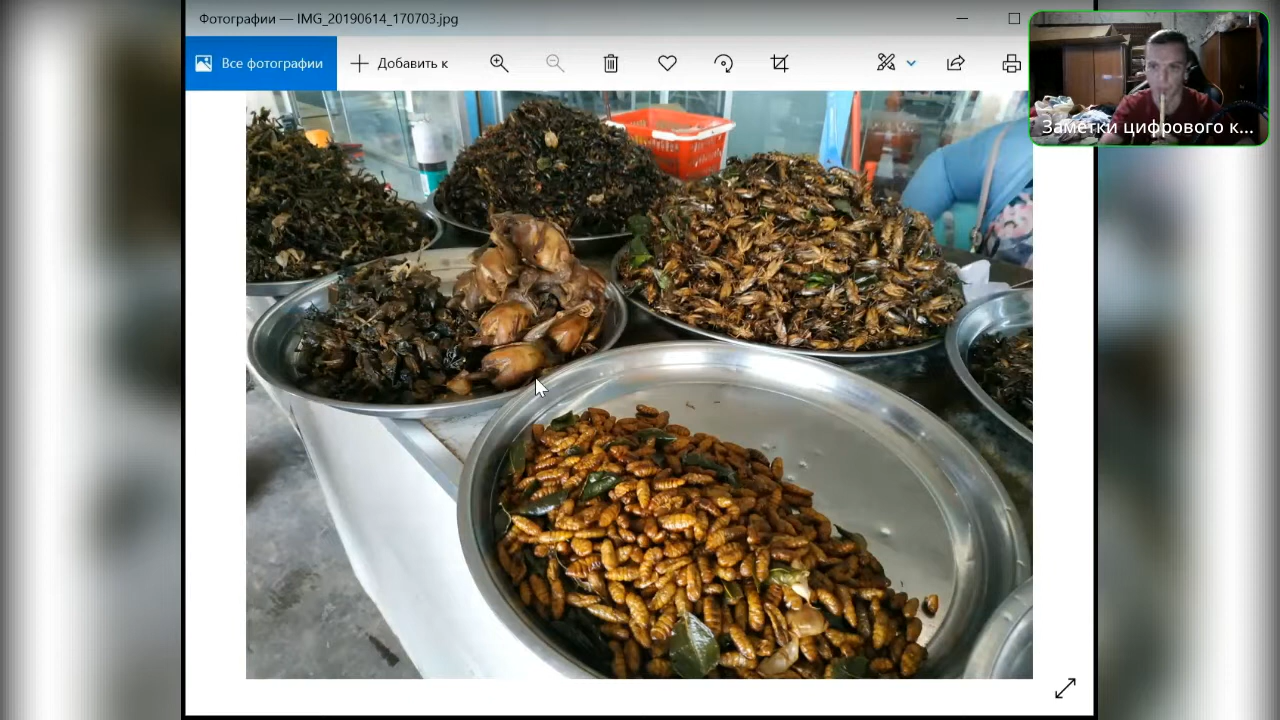 Фотографии — IMG_20190614_170703.jpg
Все фотографии
Добавить к
Заметки цифрового к...